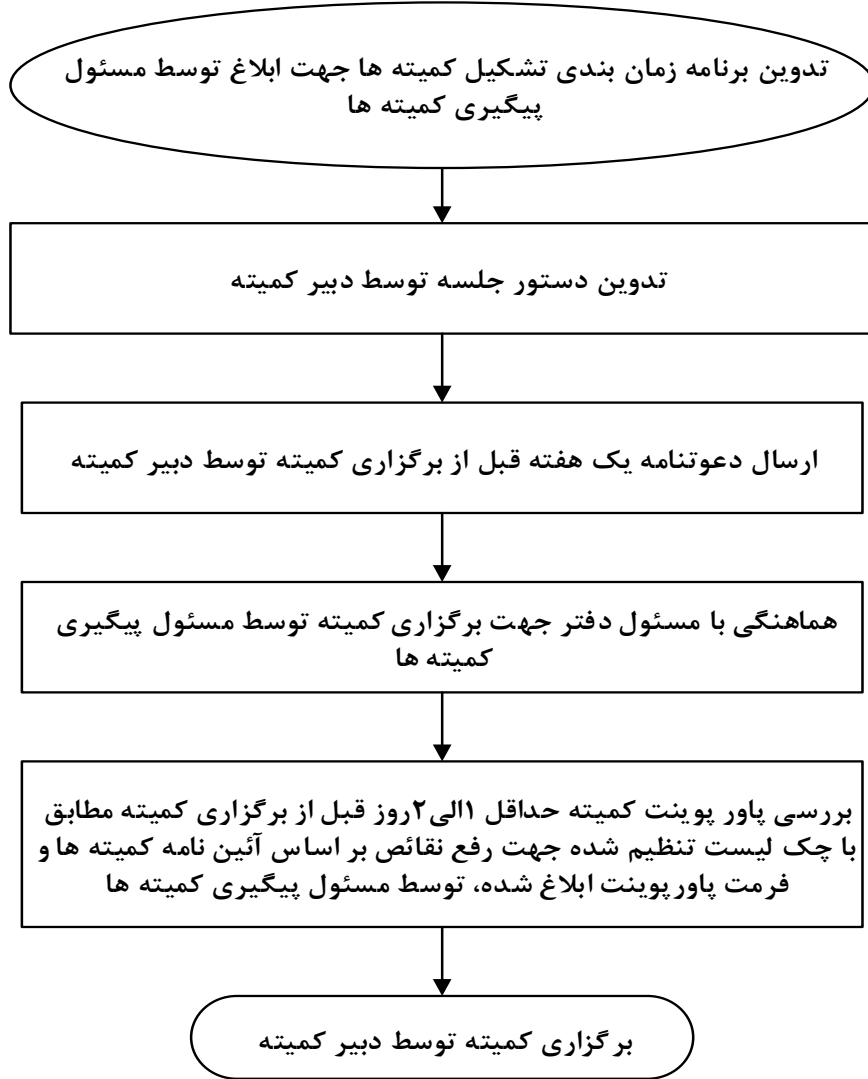 تدوین برنامه زمان بندی تشکیل کمیته ها جهت ابلاغ توسط مسئول
پیگیری کمیته ها
تدوین دستور جلسه توسط دبیر کمیته
ارسال دعوتنامه یک هفته قبل از برگزاری کمیته توسط دبیر کمیته
هماهنگی با مسئول دفتر جهت برگزاری کمیته توسط مسئول پیگیری
کمیته ها
بررسی پاور پوینت کمیته حداقل ۱الی۲روز قبل از برگزاری کمیته مطابق
با چک لیست تنظیم شده جهت رفع نقائص بر اساس آئین نامه کمیته ها و
فرمت پاورپوینت ابلاغ شده، توسط مسئول پیگیری کمیته ها
برگزاری کمیته توسط دبیر کمیته